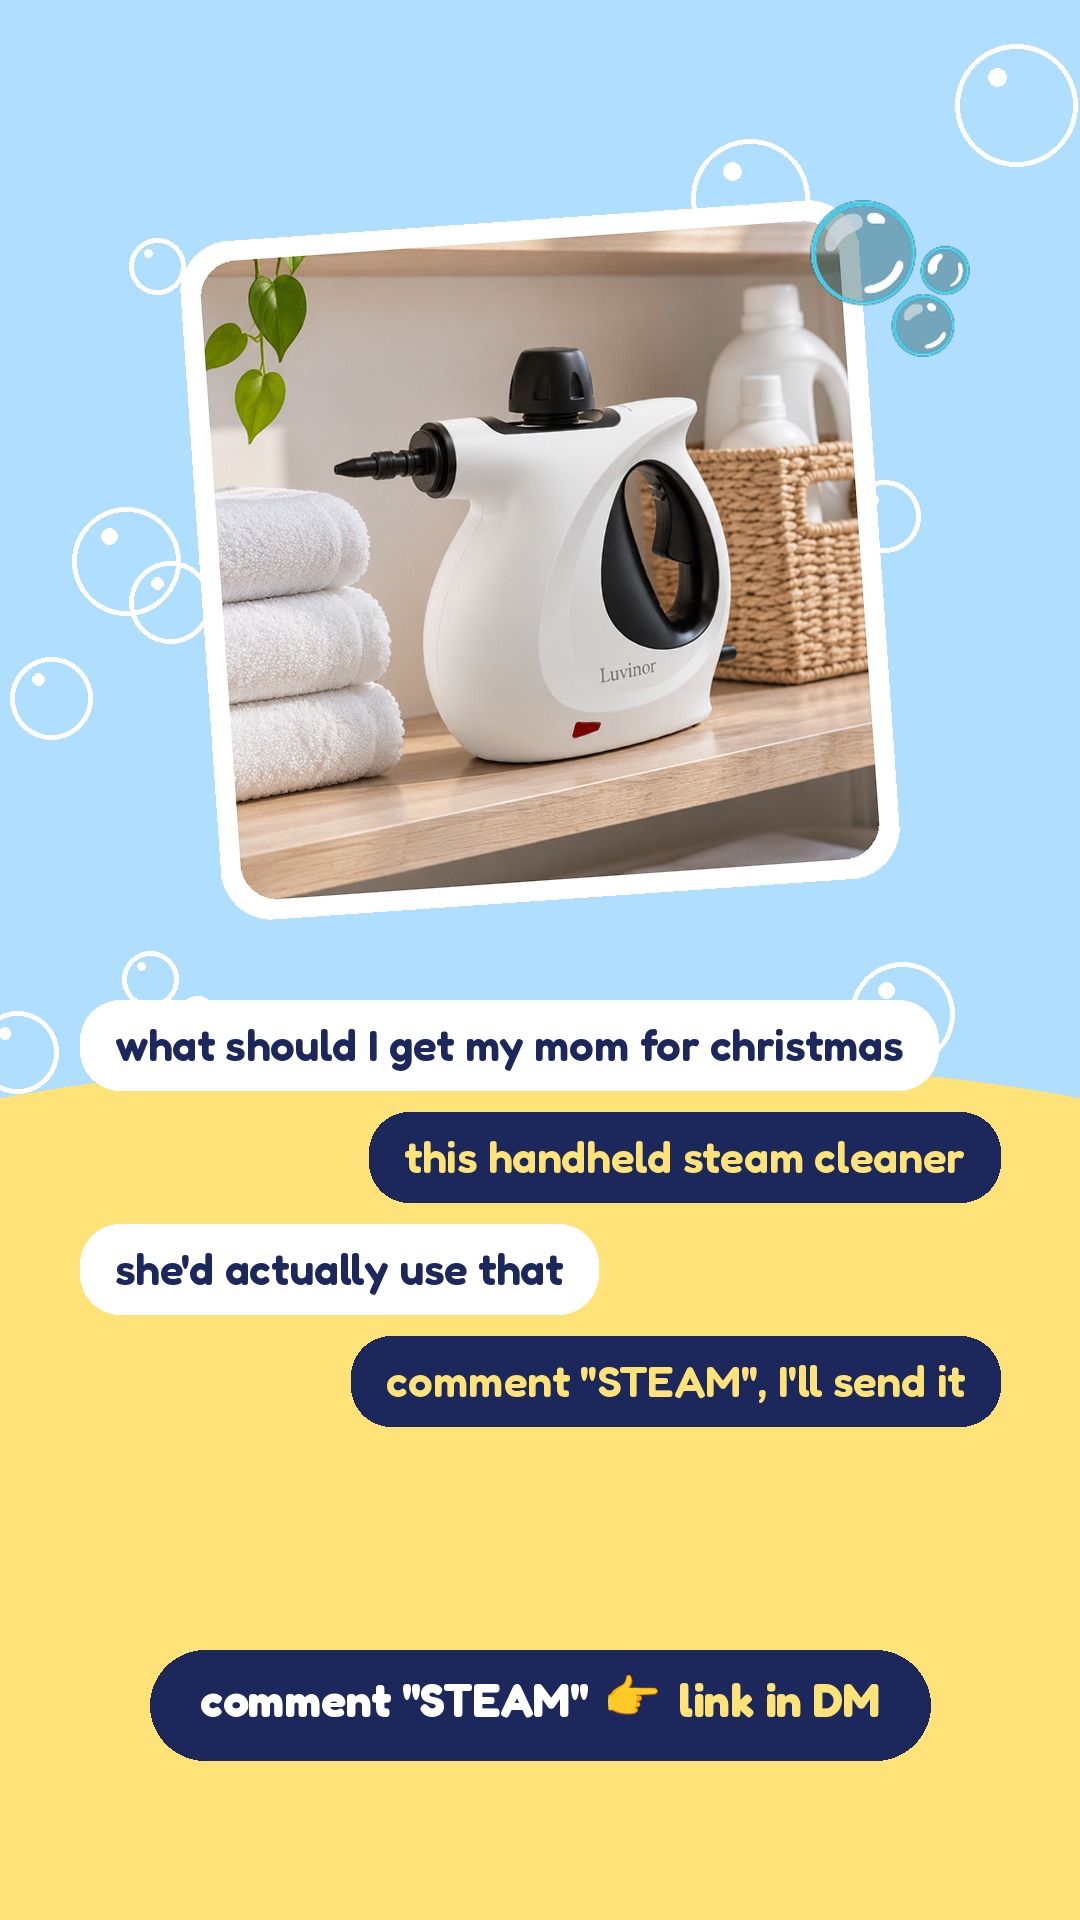 Luvinor
what should I get my mom for christmas
this handheld steam cleaner
she'd actually use that
comment "STEAM", I'll send it
comment "STEAM" 👉 link in DM